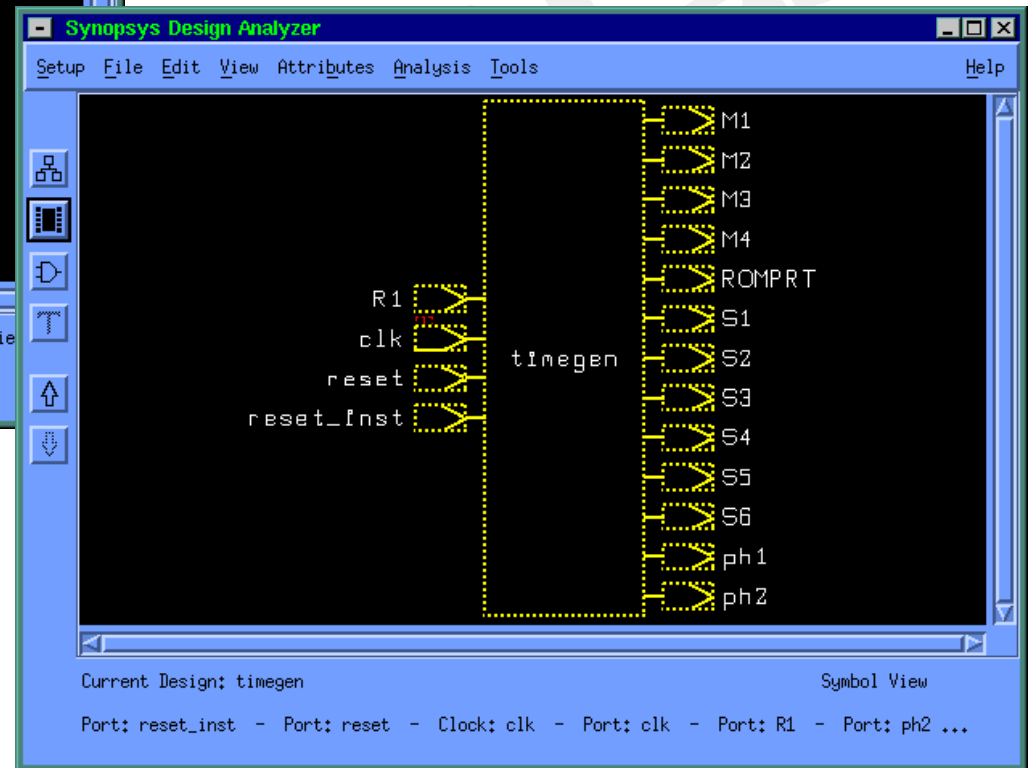 Synopsys Design Analyzer
Setup File Edit View Attributes Analysis Tools Help
M1
M2
M3
M4
ROMPRT
R1
S1
clk
timegen
S2
reset
S3
reset_Inst
S4
S5
S6
ph1
ph2
Current Design: timegen Symbol View
Port: reset_inst - Port: reset - Clock: clk - Port: clk - Port: R1 - Port: ph2 ...